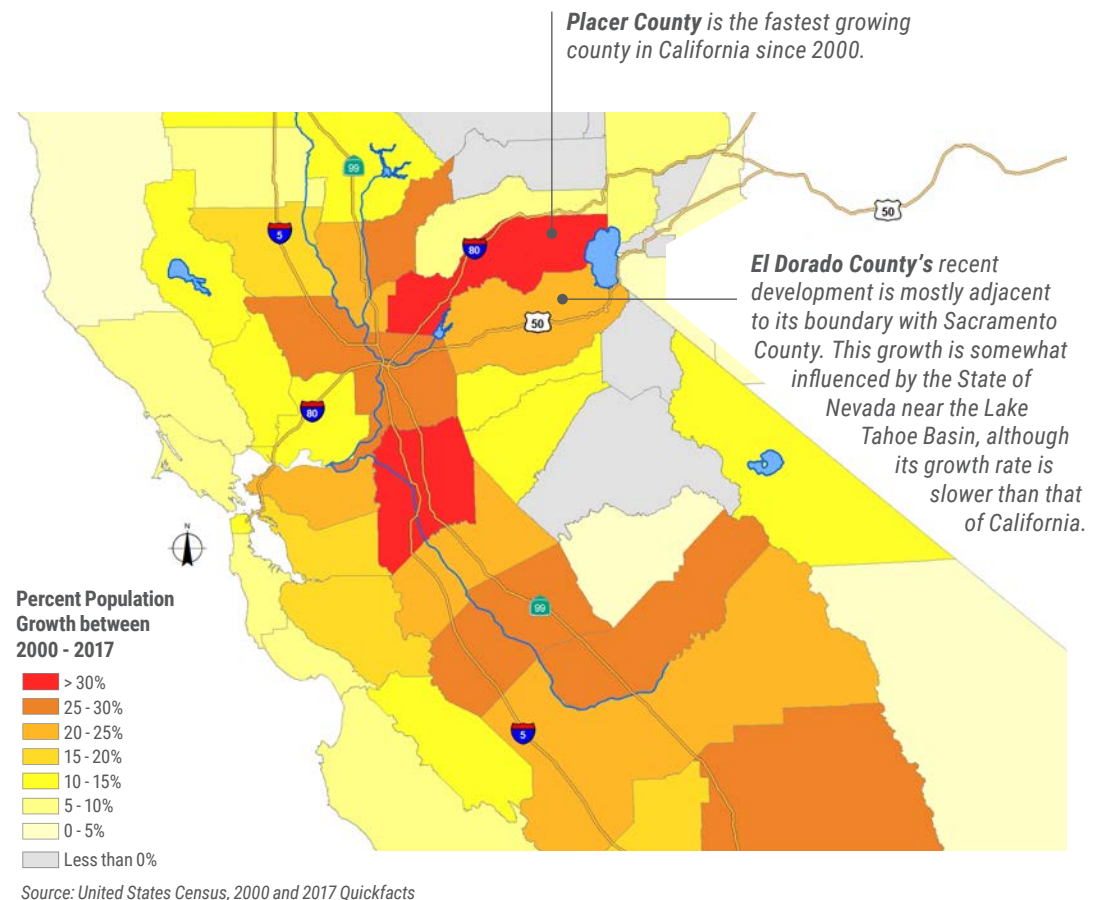 Placer County is the fastest growing
county in California since 2000.
99
5
80
50
50
El Dorado County's recent
development is mostly adjacent
to its boundary with Sacramento
County. This growth is somewhat
influenced by the State of
Nevada near the Lake
Tahoe Basin, although
its growth rate is
slower than that
of California.
80
N
99
5
Percent Population
Growth between
2000 - 2017
> 30%
25 - 30%
20 - 25%
15 - 20%
10 - 15%
5 - 10%
0 - 5%
Less than 0%
Source: United States Census, 2000 and 2017 Quickfacts